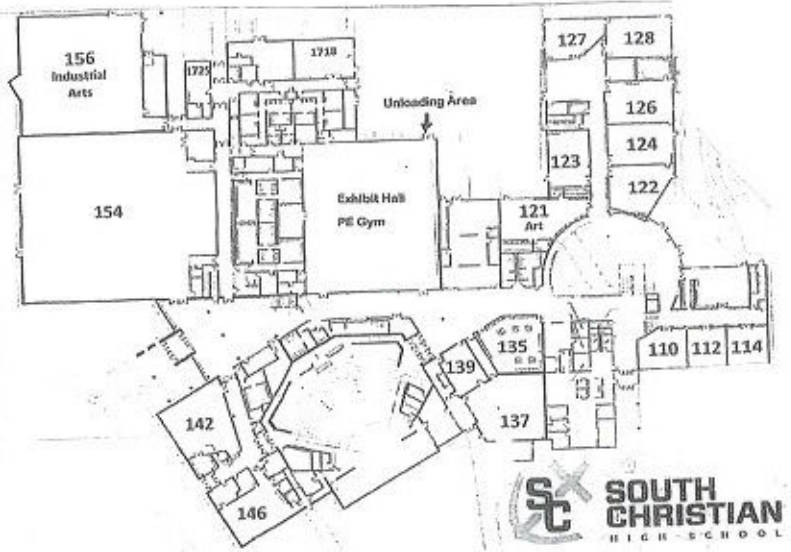 156
Industrial
Arts
1725
1718
127
128
Unloading Area
126
124
123
122
154
Exhibit Hall
PE Gym
121
Art
135
139
110
112
114
142
137
146
SC
SOUTH
CHRISTIAN
HIGH SCHOOL